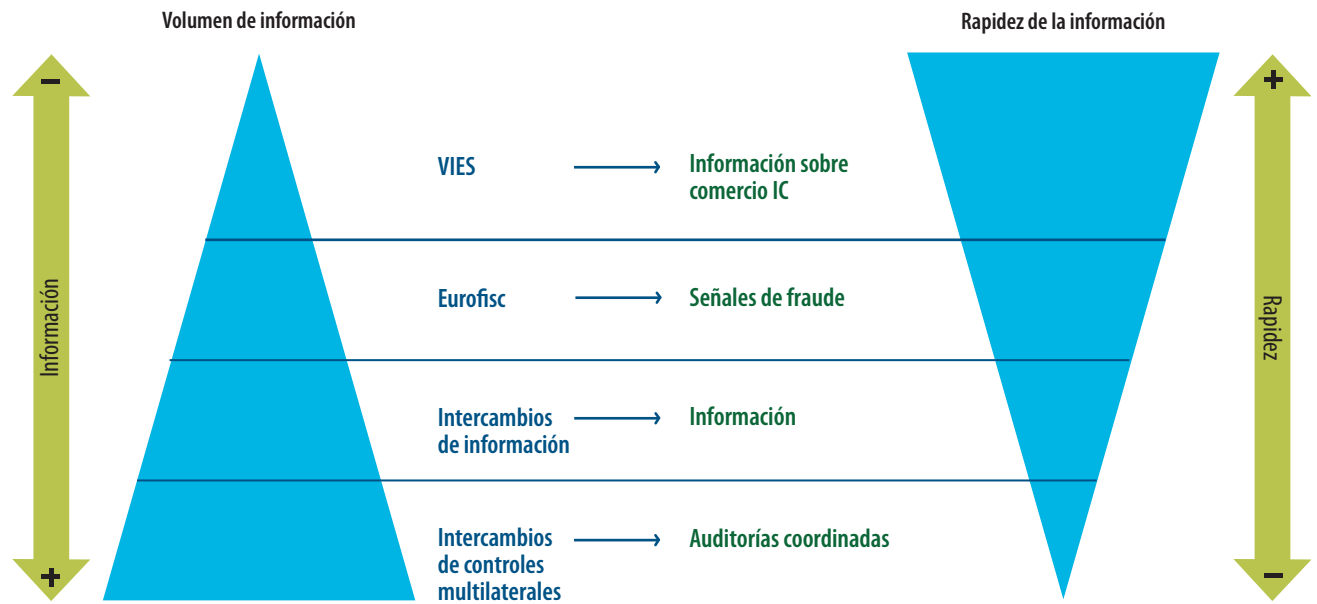 Volumen de información
Rapidez de la información
−
+
VIES
Información sobre
comercio IC
Información
Eurofisc
Señales de fraude
Rapidez
Intercambios
de información
Información
Intercambios
de controles
multilaterales
Auditorías coordinadas
+
−